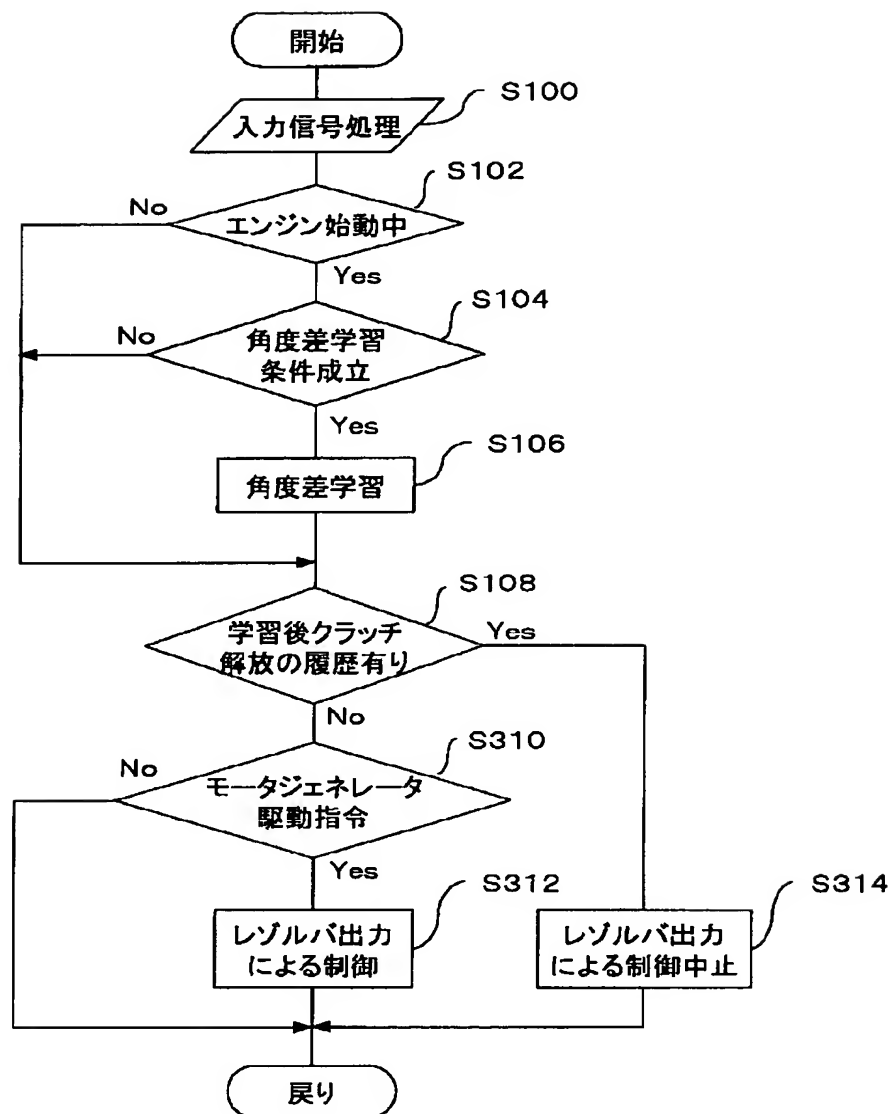 開始
S100
入力信号処理
S102
No
エンジン始動中
Yes
S104
No
角度差学習
条件成立
Yes
S106
角度差学習
S108
学習後クラッチ
解放の履歴有り
Yes
No
S310
No
モータジェネレータ
駆動指令
Yes
S312
S314
レゾルバ出力
による制御
レゾルバ出力
による制御中止
戻り